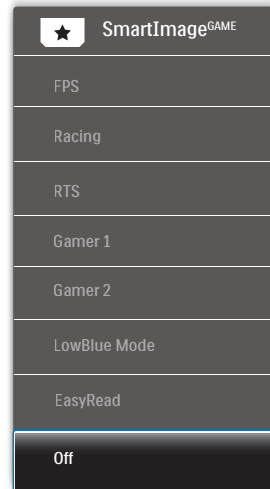 SmartImageGAME
FPS
Racing
RTS
Gamer 1
Gamer 2
LowBlue Mode
EasyRead
Off